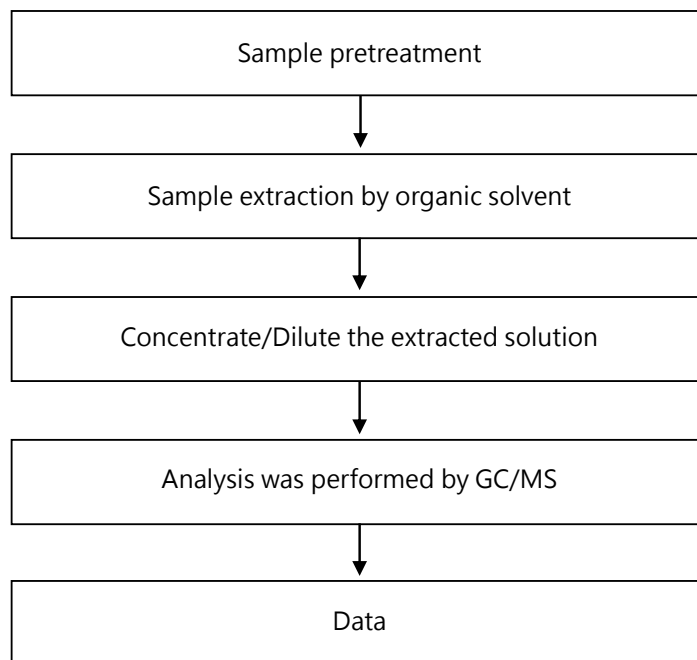 Sample pretreatment
Sample extraction by organic solvent
Concentrate/Dilute the extracted solution
Analysis was performed by GC/MS
Data